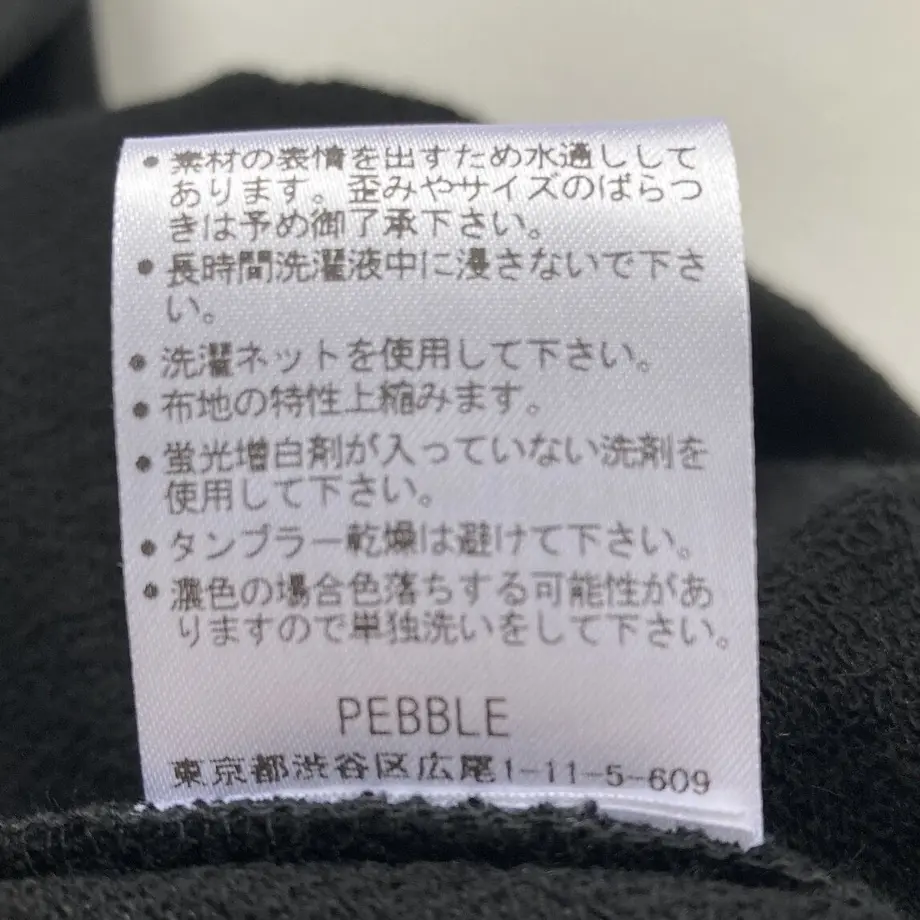 • 素材の表情を出すため水通しして
あります。歪みやサイズのばらつ
きは予め御了承下さい。
• 長時間洗濯液中に浸さないで下さ
い。
• 洗濯ネットを使用して下さい。
• 布地の特性上縮みます。
• 蛍光増白剤が入っていない洗剤を
使用して下さい。
• タンブラー乾燥は避けて下さい。
• 濃色の場合色落ちする可能性があ
りますので単独洗いをして下さい。
PEBBLE
東京都渋谷区広尾1-11-5-609